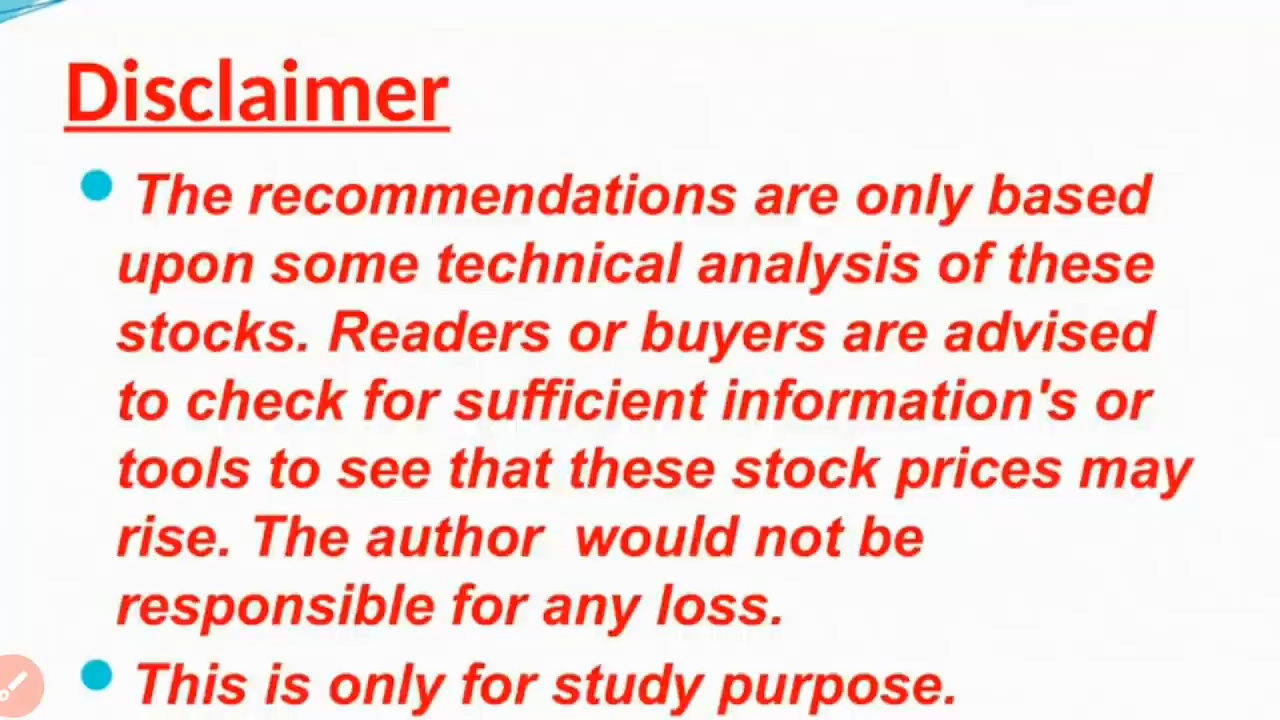 Disclaimer
The recommendations are only based
upon some technical analysis of these
stocks. Readers or buyers are advised
to check for sufficient information's or
tools to see that these stock prices may
rise. The author would not be
responsible for any loss.
This is only for study purpose.